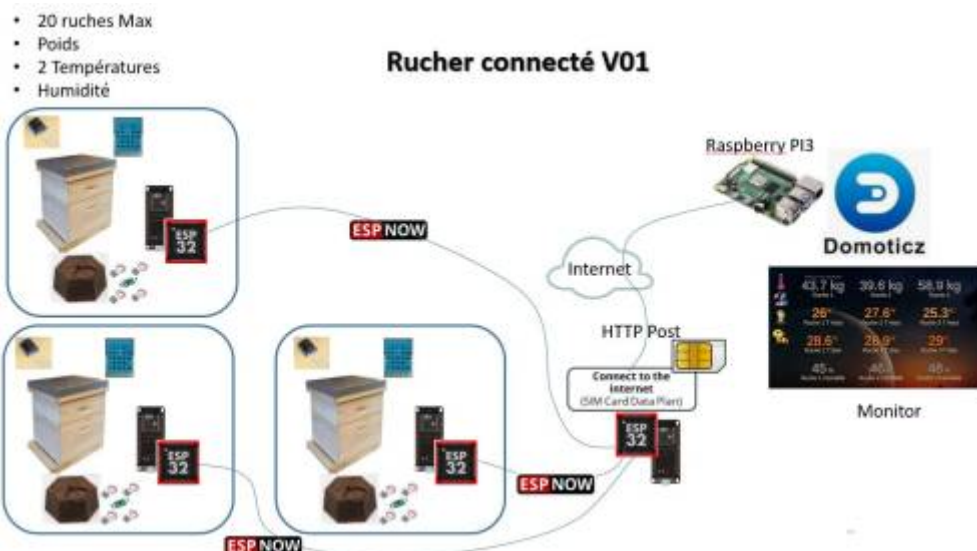 • 20 ruches Max
• Poids
• 2 Températures
• Humidité
Rucher connecté V01
ESP
32
ESP NOW
ESP
32
ESP
32
ESP NOW
ESP NOW
Raspberry PI3
Domoticz
Internet
HTTP Post
Connect to the
internet
(SIM Card Data Plan)
ESP
32
43.7 kg 39.6 kg 58.9 kg
26° 27.6° 25.3°
28.6° 28.9° 29°
Monitor